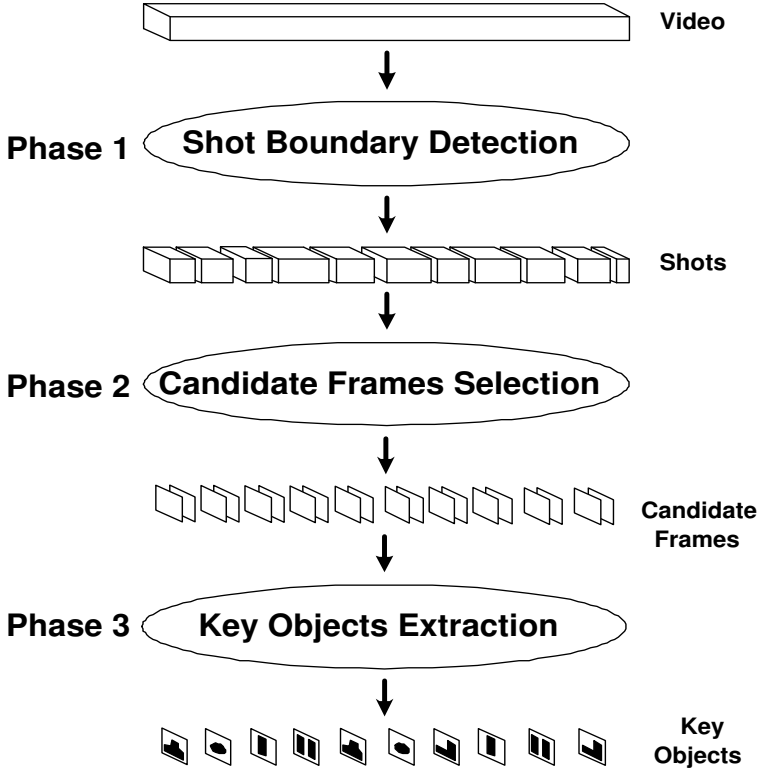 Video
Phase 1
Shot Boundary Detection
Shots
Phase 2
Candidate Frames Selection
Candidate
Frames
Phase 3
Key Objects Extraction
Key
Objects